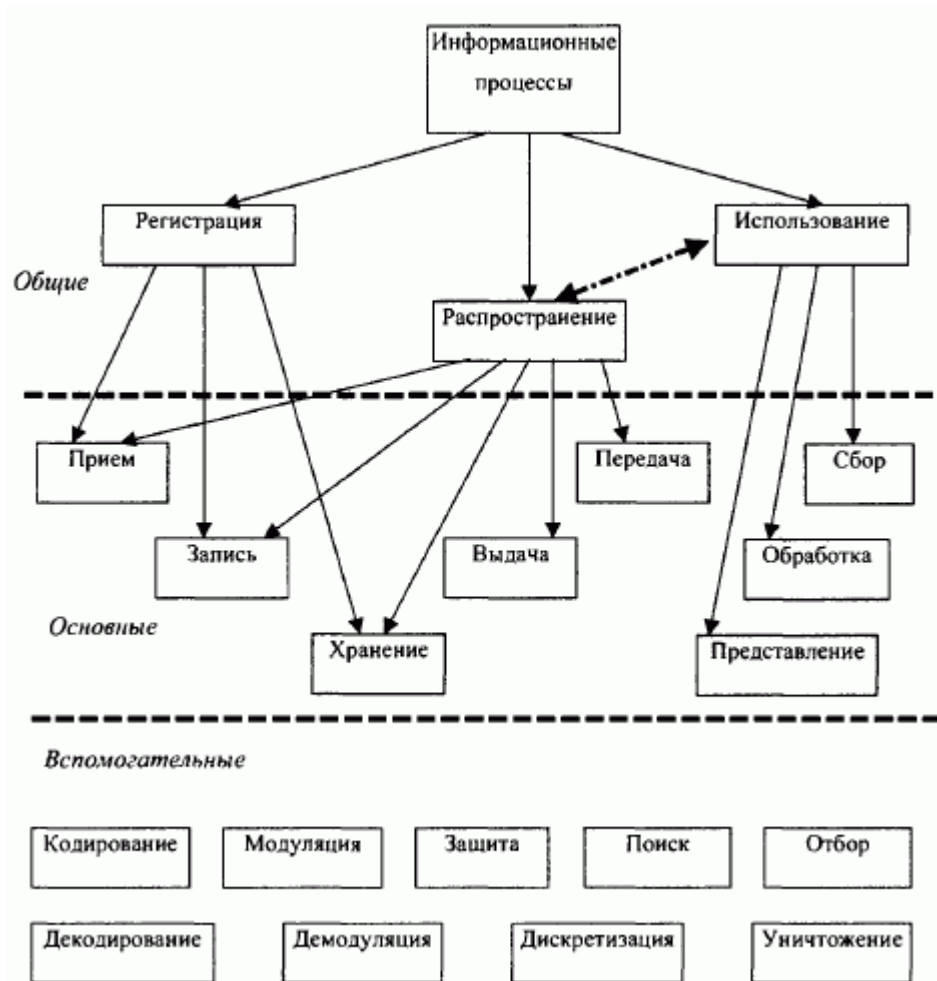 Информационные
процессы
Регистрация
Использование
Общие
Распространение
Прием
Передача
Сбор
Запись
Выдача
Обработка
Основные
Хранение
Представление
Вспомогательные
Кодирование
Модуляция
Защита
Поиск
Отбор
Декодирование
Демодуляция
Дискретизация
Уничтожение